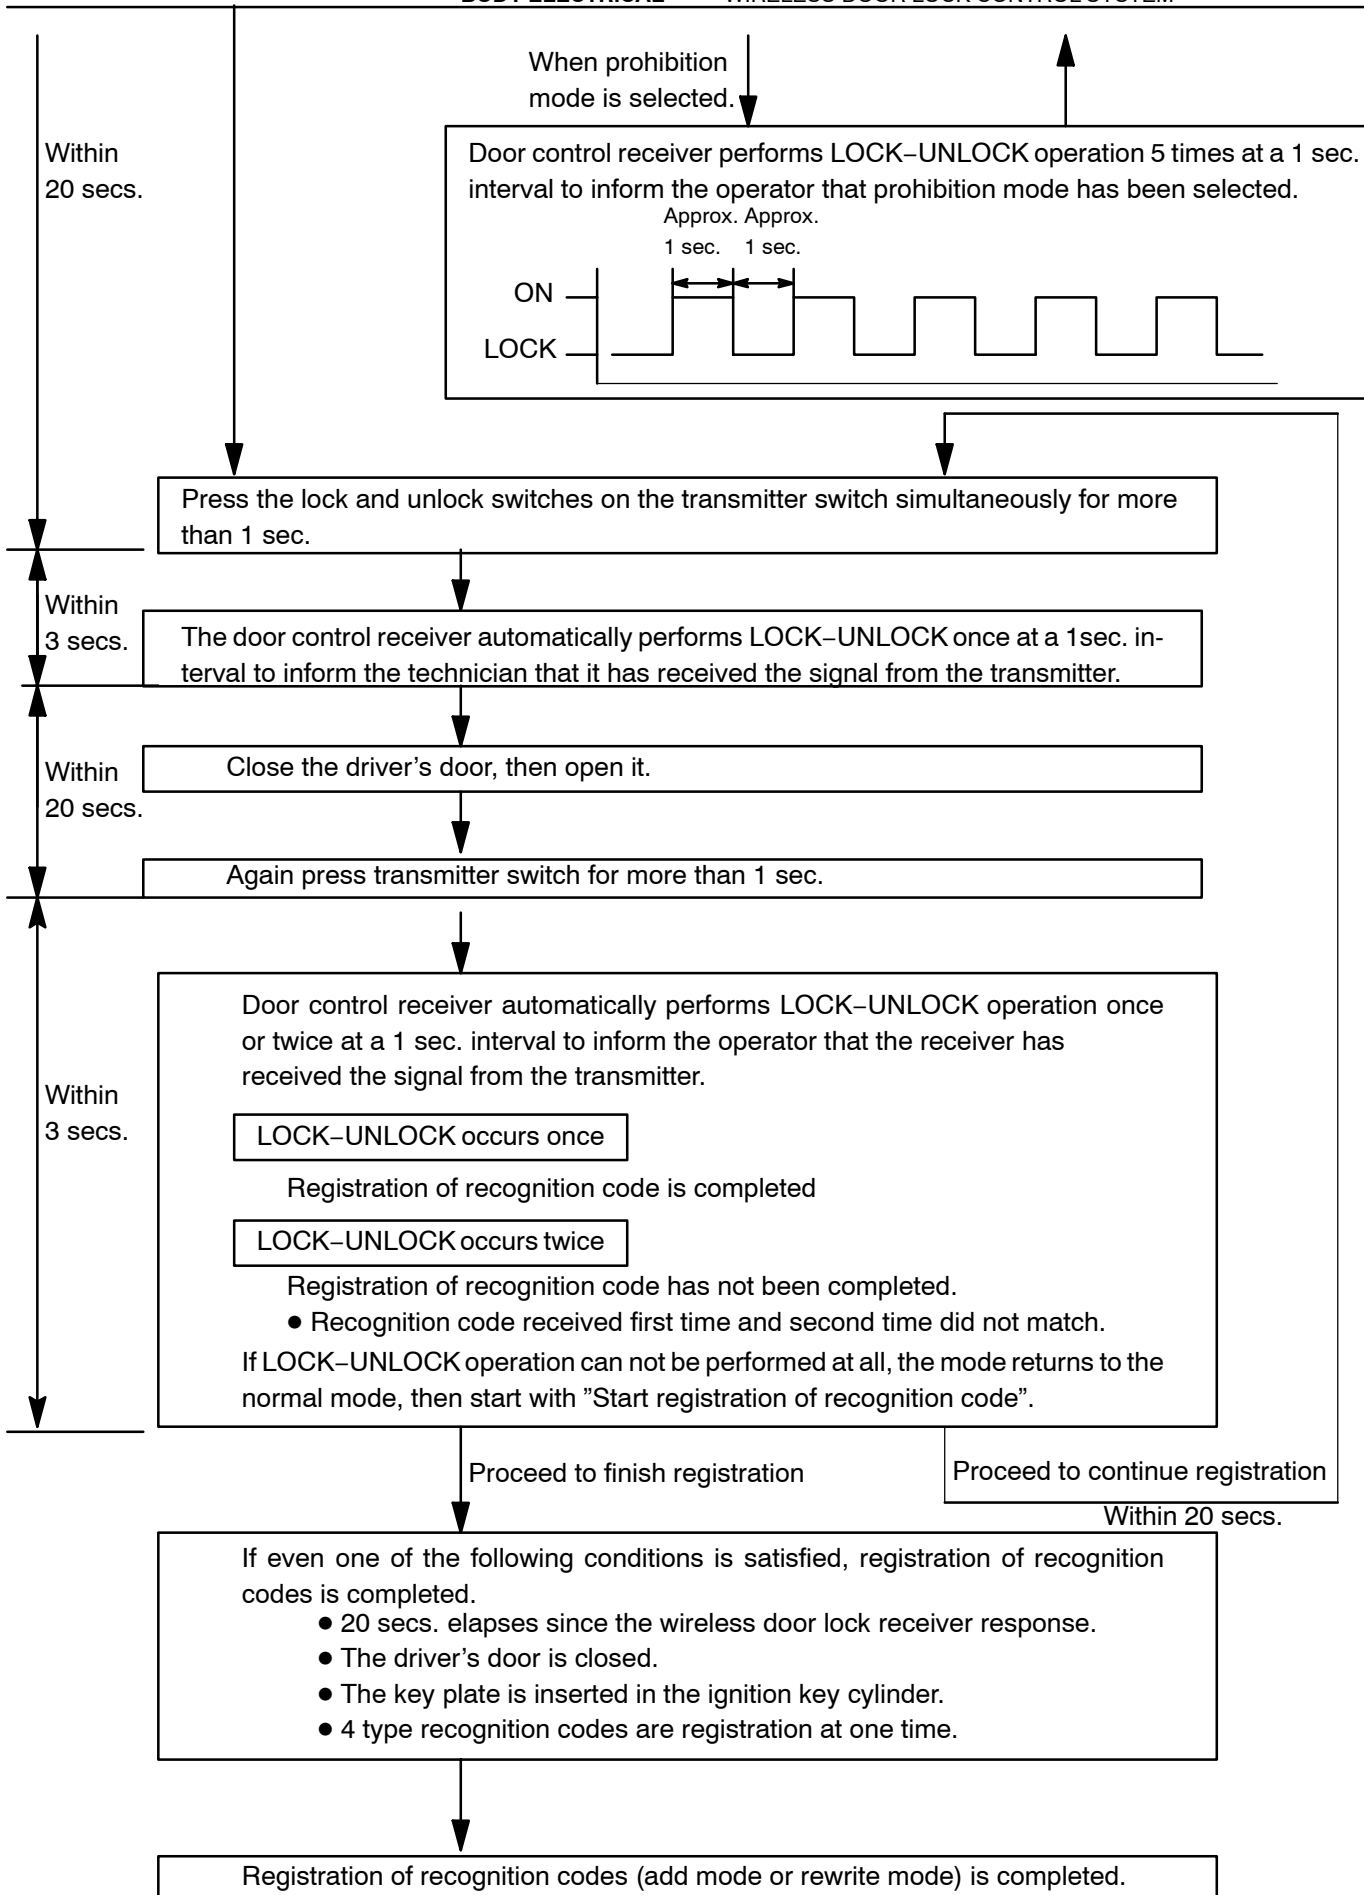 BODY ELECTRICAL WIRELESS DOOR LOCK CONTROL SYSTEM
When prohibition
mode is selected.
Within
20 secs.
Door control receiver performs LOCK–UNLOCK operation 5 times at a 1 sec.
interval to inform the operator that prohibition mode has been selected.
Approx. Approx.
1 sec. 1 sec.
ON
LOCK
Press the lock and unlock switches on the transmitter switch simultaneously for more
than 1 sec.
Within
3 secs.
The door control receiver automatically performs LOCK–UNLOCK once at a 1sec. in-
terval to inform the technician that it has received the signal from the transmitter.
Within
20 secs.
Close the driver's door, then open it.
Again press transmitter switch for more than 1 sec.
Within
3 secs.
Door control receiver automatically performs LOCK–UNLOCK operation once
or twice at a 1 sec. interval to inform the operator that the receiver has
received the signal from the transmitter.
LOCK–UNLOCK occurs once
Registration of recognition code is completed
LOCK–UNLOCK occurs twice
Registration of recognition code has not been completed.
● Recognition code received first time and second time did not match.
If LOCK–UNLOCK operation can not be performed at all, the mode returns to the
normal mode, then start with ”Start registration of recognition code”.
Proceed to finish registration
Proceed to continue registration
Within 20 secs.
If even one of the following conditions is satisfied, registration of recognition
codes is completed.
● 20 secs. elapses since the wireless door lock receiver response.
● The driver's door is closed.
● The key plate is inserted in the ignition key cylinder.
● 4 type recognition codes are registration at one time.
Registration of recognition codes (add mode or rewrite mode) is completed.